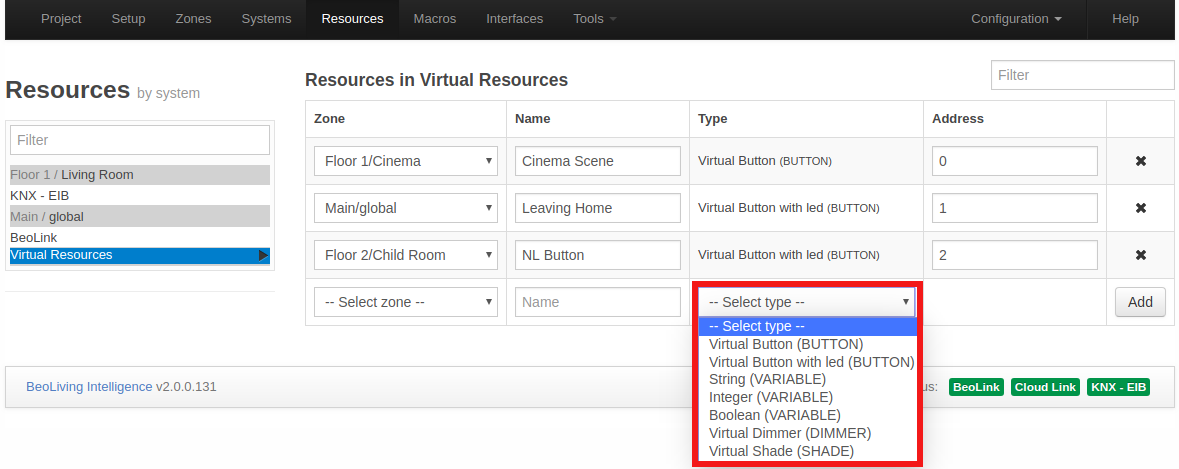 Project Setup Zones Systems Resources Macros Interfaces Tools Configuration Help
Resources by system
Filter
Floor 1 / Living Room
KNX - EIB
Main / global
BeoLink
Virtual Resources
Resources in Virtual Resources
Filter
Zone Name Type Address
Floor 1/Cinema Cinema Scene Virtual Button (BUTTON) 0
Main/global Leaving Home Virtual Button with led (BUTTON) 1
Floor 2/Child Room NL Button Virtual Button with led (BUTTON) 2
-- Select zone -- Name -- Select type -- Add
-- Select type --
Virtual Button (BUTTON)
Virtual Button with led (BUTTON)
String (VARIABLE)
Integer (VARIABLE)
Boolean (VARIABLE)
Virtual Dimmer (DIMMER)
Virtual Shade (SHADE)
BeoLiving Intelligence v2.0.0.131 us: BeoLink Cloud Link KNX - EIB